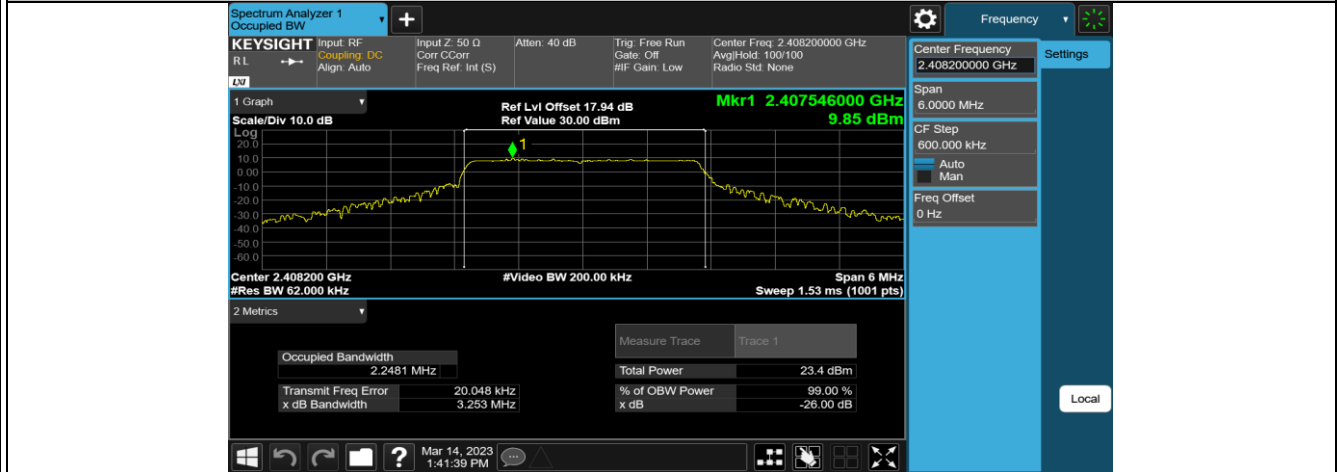 Spectrum Analyzer 1
Occupied BW
KEYSIGHT
RL
LXI
Input: RF
Coupling: DC
Align: Auto
Input Z: 50 Ω
Corr CCorr
Freq Ref: Int (S)
Atten: 40 dB
Trig: Free Run
Gate: Off
#IF Gain: Low
Center Freq: 2.408200000 GHz
Avg|Hold: 100/100
Radio Std: None
1 Graph
Scale/Div 10.0 dB
Ref Lvl Offset 17.94 dB
Ref Value 30.00 dBm
Mkr1 2.407546000 GHz
9.85 dBm
Log
20.0
10.0
0.00
-10.0
-20.0
-30.0
-40.0
-50.0
-60.0
1
Center 2.408200 GHz
#Res BW 62.000 kHz
#Video BW 200.00 kHz
Span 6 MHz
Sweep 1.53 ms (1001 pts)
2 Metrics
Measure Trace Trace 1
Occupied Bandwidth
2.2481 MHz
Total Power 23.4 dBm
Transmit Freq Error 20.048 kHz
% of OBW Power 99.00 %
x dB Bandwidth 3.253 MHz
x dB -26.00 dB
?
Mar 14, 2023
1:41:39 PM
Frequency
Center Frequency
2.408200000 GHz
Settings
Span
6.0000 MHz
CF Step
600.000 kHz
Auto
Man
Freq Offset
0 Hz
Local